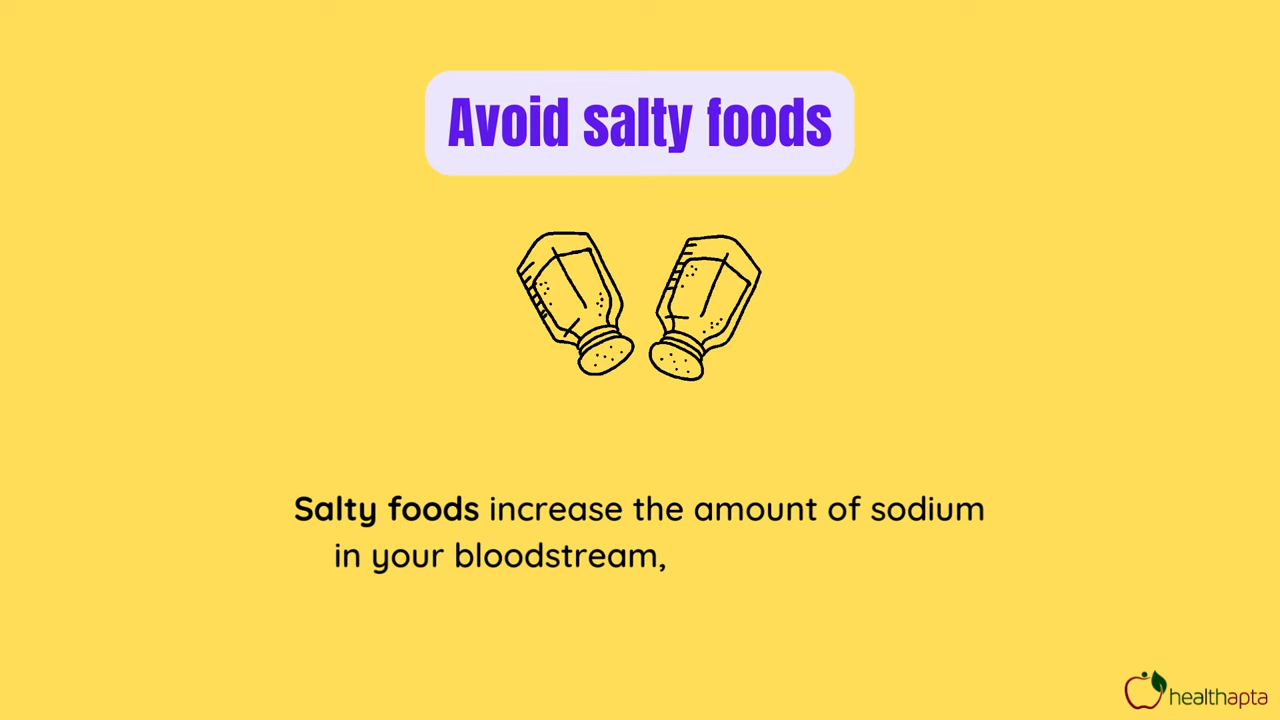 Avoid salty foods
Salty foods increase the amount of sodium
in your bloodstream,
healthapta